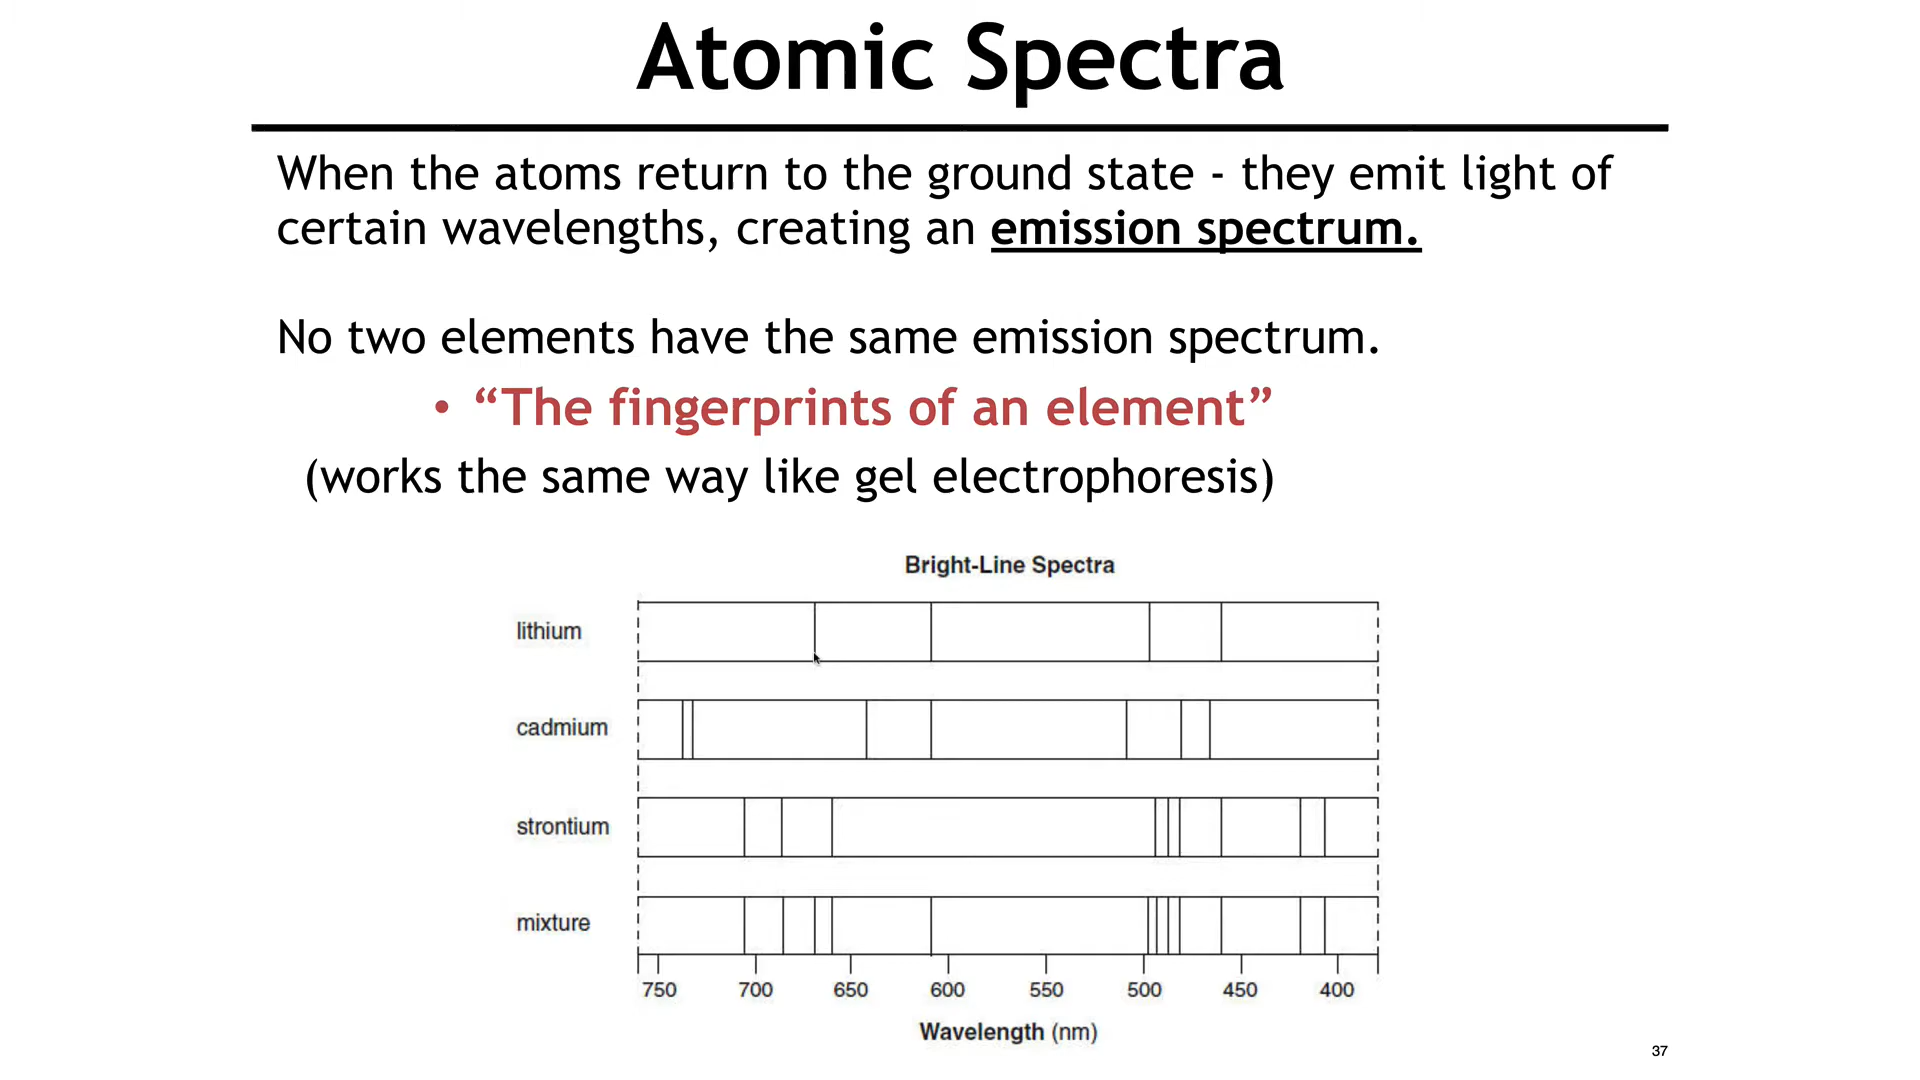 Atomic Spectra
When the atoms return to the ground state - they emit light of
certain wavelengths, creating an emission spectrum.
No two elements have the same emission spectrum.
• “The fingerprints of an element”
(works the same way like gel electrophoresis)
Bright-Line Spectra
lithium
cadmium
strontium
mixture
750 700 650 600 550 500 450 400
Wavelength (nm)
37